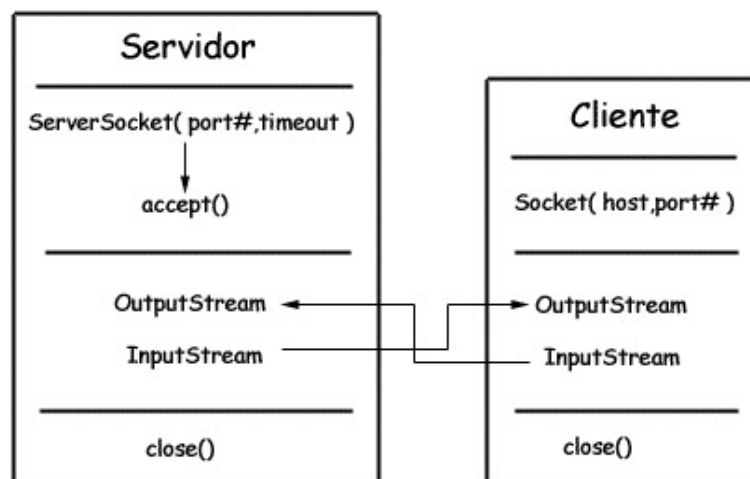 Servidor
ServerSocket( port#,timeout )
accept()
OutputStream
InputStream
close()
Cliente
Socket( host,port# )
OutputStream
InputStream
close()